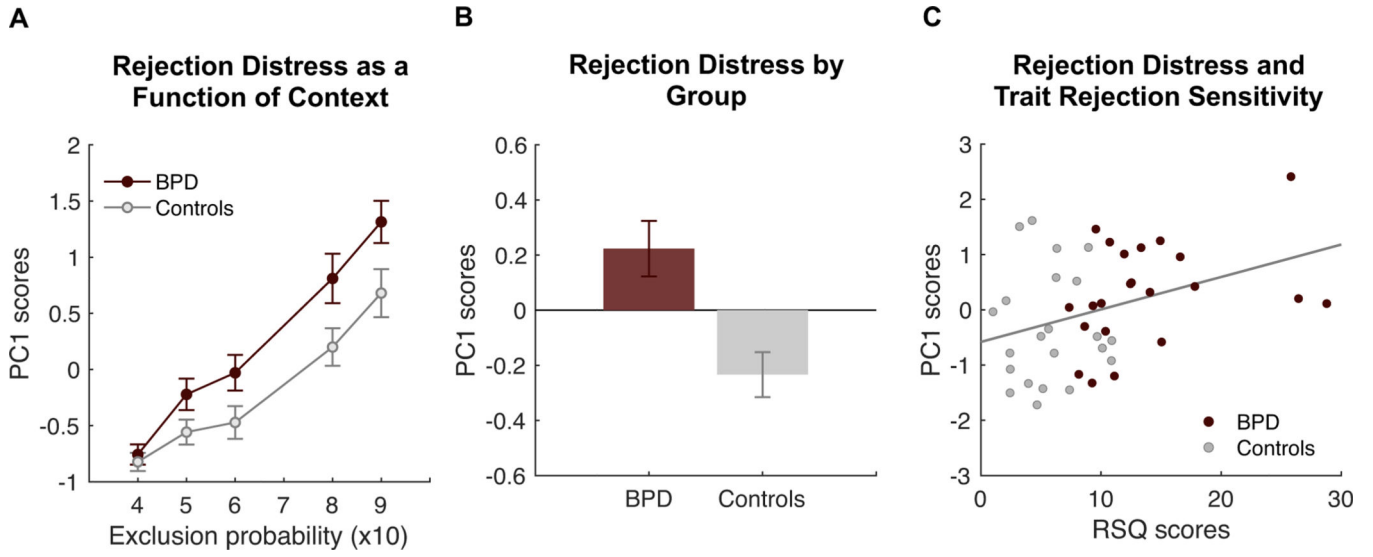 A
Rejection Distress as a
Function of Context
2
1.5
1
0.5
0
-0.5
-1
PC1 scores
BPD
Controls
4 5 6 7 8 9
Exclusion probability (x10)
B
Rejection Distress by
Group
0.6
0.4
0.2
0
-0.2
-0.4
-0.6
PC1 scores
BPD Controls
C
Rejection Distress and
Trait Rejection Sensitivity
3
2
1
0
-1
-2
-3
PC1 scores
BPD
Controls
0 10 20 30
RSQ scores